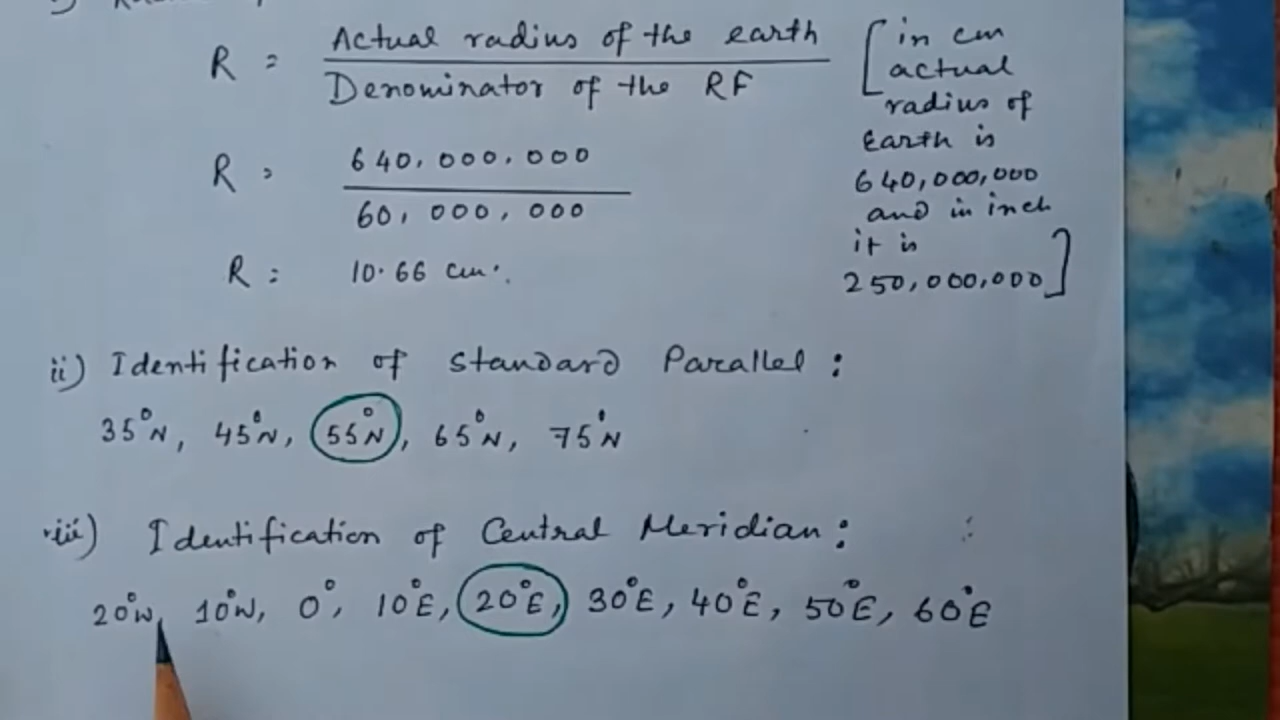 R = Actual radius of the earth
Denominator of the RF
[in cm
actual
radius of
Earth is
640,000,000
and in inch
it is
250,000,000]
R = 640,000,000
60,000,000
R = 10.66 cm.
ii) Identification of Standard Parallel :
35°N, 45°N, 55°N, 65°N, 75°N
iii) Identification of Central Meridian :
20°W, 10°W, 0°, 10°E, 20°E, 30°E, 40°E, 50°E, 60°E